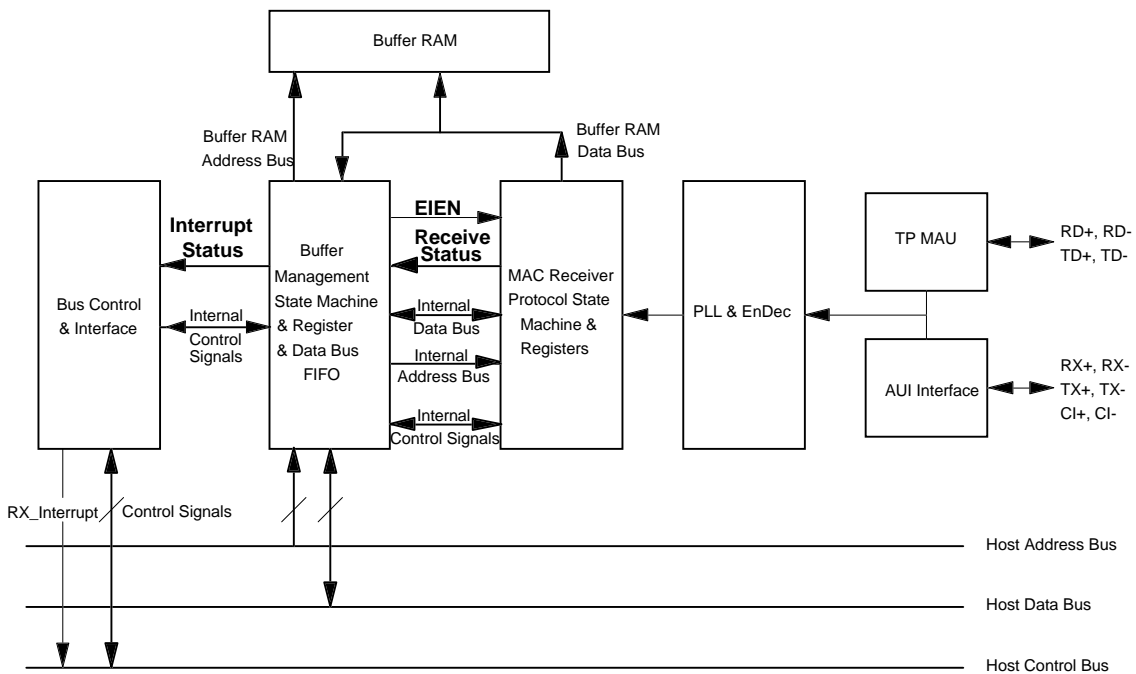 Buffer RAM
Buffer RAM
Address Bus
Buffer RAM
Data Bus
Interrupt
Status
EIEN
Receive
Status
Bus Control
& Interface
Internal
Control
Signals
Buffer
Management
State Machine
& Register
& Data Bus
FIFO
Internal
Data Bus
Internal
Address Bus
Internal
Control Signals
MAC Receiver
Protocol State
Machine &
Registers
PLL & EnDec
TP MAU
RD+, RD-
TD+, TD-
AUI Interface
RX+, RX-
TX+, TX-
CI+, CI-
RX_Interrupt
Control Signals
Host Address Bus
Host Data Bus
Host Control Bus